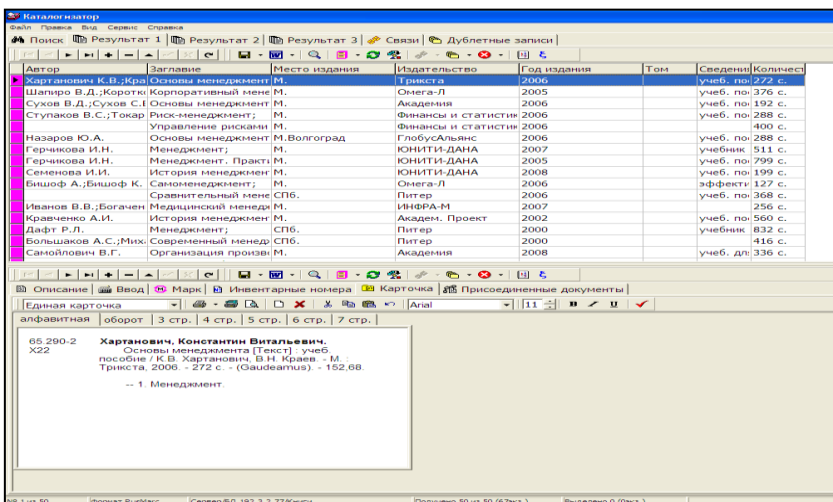 Каталогизатор
Файл Правка Вид Сервис Справка
Поиск Результат 1 Результат 2 Результат 3 Связи Дублетные записи
Автор Заглавие Место издания Издательство Год издания Том Сведени Количест
Хартанович К.В.;Кра Основы менеджмент М. Трикста 2006 учеб. по 272 с.
Шапиро В.Д.;Коротк Корпоративный мене М. Омега-Л 2005 учеб. по 376 с.
Сухов В.Д.;Сухов С.В Основы менеджмент М. Академия 2006 учеб. по 192 с.
Ступаков В.С.;Токар Риск-менеджмент; М. Финансы и статистик 2006 учеб. по 288 с.
Управление рисками М. Финансы и статистик 2006 400 с.
Назаров Ю.А. Основы менеджмент М.Волгоград ГлобусАльянс 2006 учеб. по 288 с.
Герчикова И.Н. Менеджмент; М. ЮНИТИ-ДАНА 2007 учебник 511 с.
Герчикова И.Н. Менеджмент. Практ М. ЮНИТИ-ДАНА 2005 учеб. по 799 с.
Семенова И.И. История менеджмент М. ЮНИТИ-ДАНА 2008 учеб. по 199 с.
Бишоф А.;Бишоф К. Самоменеджмент; М. Омега-Л 2006 эффекти 127 с.
Сравнительный мене СПб. Питер 2006 учеб. по 368 с.
Иванов В.В.;Богачен Медицинский менедж М. ИНФРА-М 2007 256 с.
Кравченко А.И. История менеджмент М. Академ. Проект 2002 учеб. по 560 с.
Дафт Р.Л. Менеджмент; СПб. Питер 2000 учебник 832 с.
Большаков А.С.;Мих Современный менед СПб. Питер 2000 416 с.
Самойлович В.Г. Организация произв М. Академия 2008 учеб. дл 336 с.
Описание Ввод Марк Инвентарные номера Карточка Присоединенные документы
Единая карточка Arial 11
алфавитная оборот 3 стр. 4 стр. 5 стр. 6 стр. 7 стр.
65.290-2 Хартанович, Константин Витальевич.
Х22 Основы менеджмента [Текст] : учеб.
пособие / К.В. Хартанович, В.Н. Краев. - М. :
Трикста, 2006. - 272 с. - (Gaudeamus). - 152,68.
-- 1. Менеджмент.